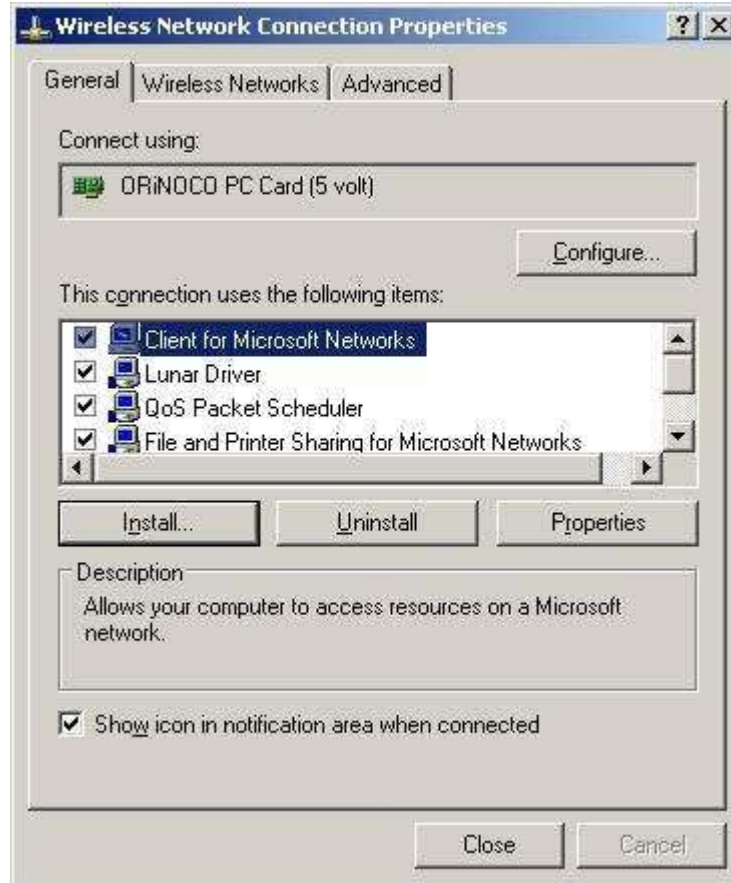 Wireless Network Connection Properties
General Wireless Networks Advanced
Connect using:
ORiNOCO PC Card (5 volt)
Configure...
This connection uses the following items:
Client for Microsoft Networks
Lunar Driver
QoS Packet Scheduler
File and Printer Sharing for Microsoft Networks
Install... Uninstall Properties
Description
Allows your computer to access resources on a Microsoft
network.
Show icon in notification area when connected
Close Cancel